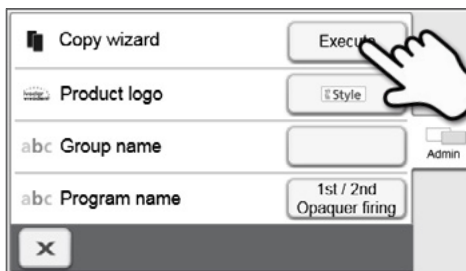 Copy wizard
Execute
Product logo
Style
abc Group name
Admin
abc Program name
1st / 2nd
Opaquer firing